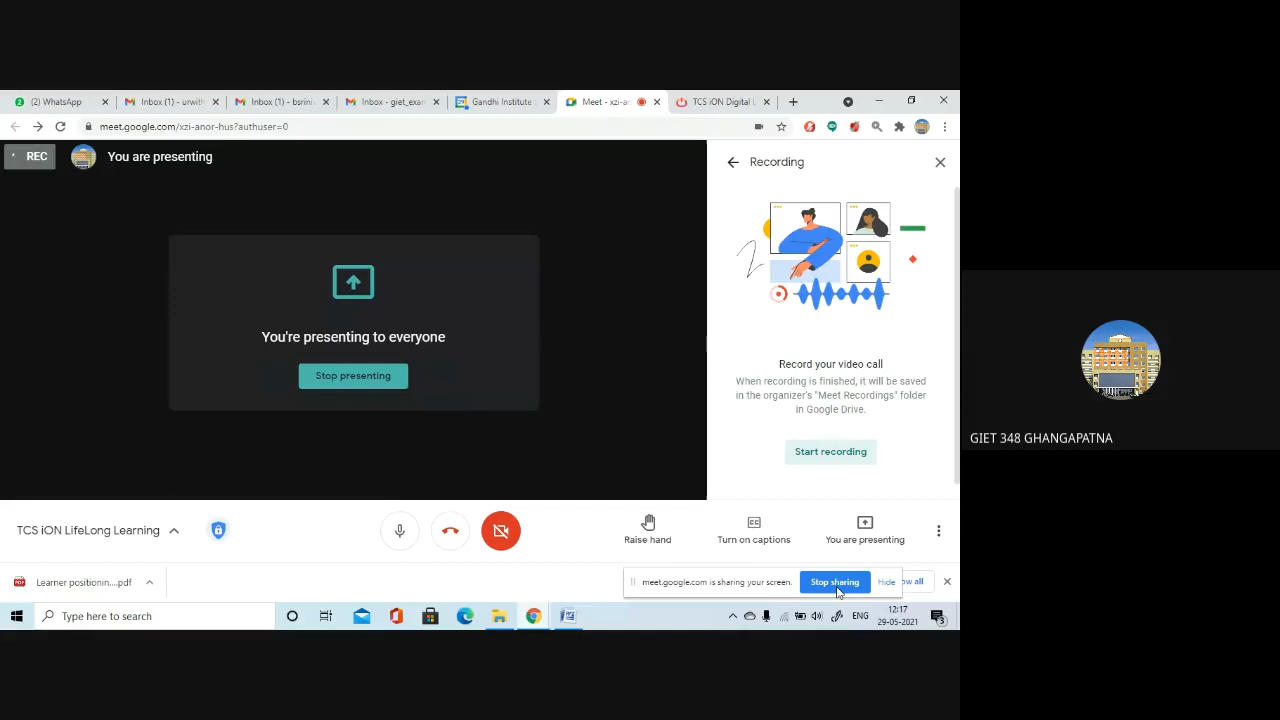 (2) WhatsApp
Inbox (1) - urwith
Inbox (1) - bsrini
Inbox - giet_exar
Gandhi Institute
Meet - xzi-an
TCS iON Digital L
meet.google.com/xzi-anor-hus?authuser=0
REC
You are presenting
Recording
You're presenting to everyone
Stop presenting
Record your video call
When recording is finished, it will be saved
in the organizer's "Meet Recordings" folder
in Google Drive.
Start recording
GIET 348 GHANGAPATNA
TCS iON LifeLong Learning
Raise hand
Turn on captions
You are presenting
Learner positionin....pdf
meet.google.com is sharing your screen.
Stop sharing
Hide
ow all
Type here to search
ENG
12:17
29-05-2021
3